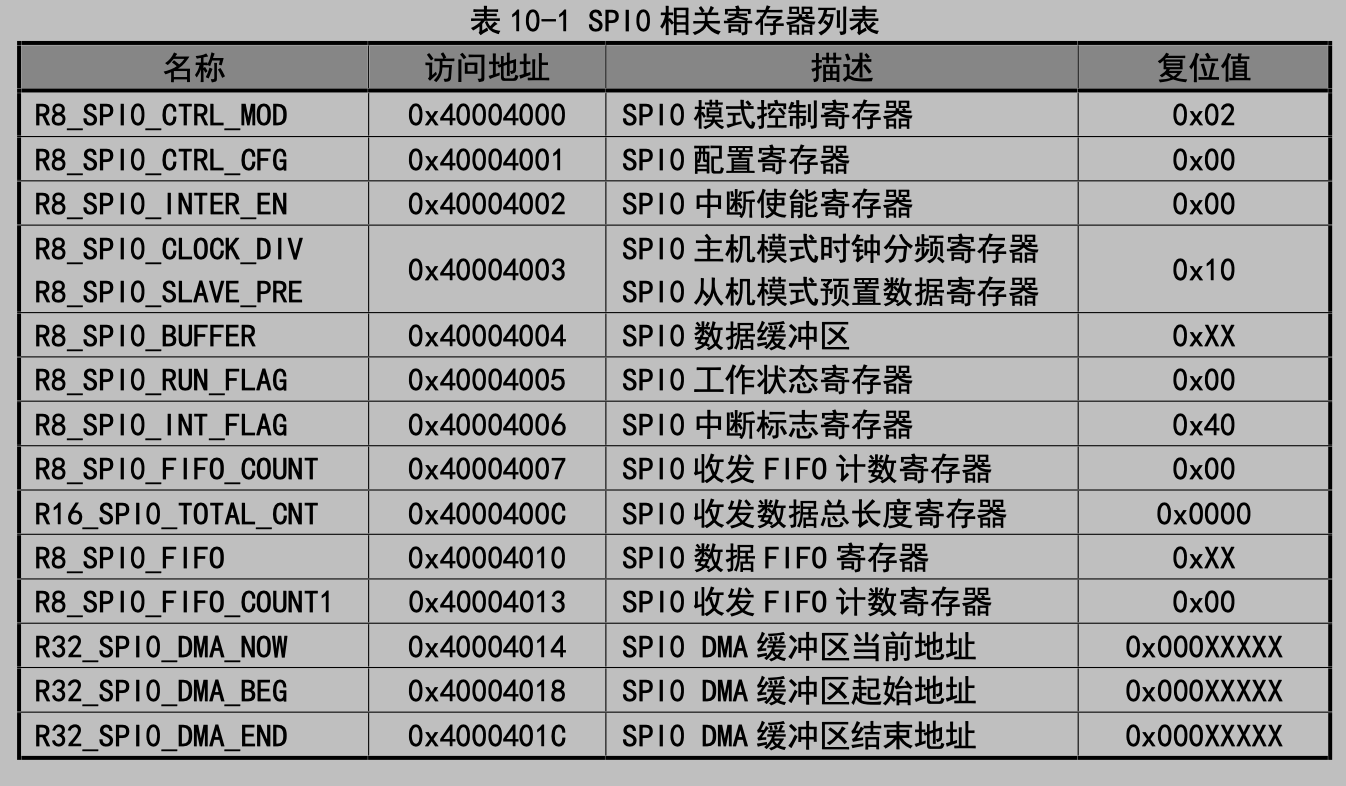 表 10-1 SPI0 相关寄存器列表
名称 访问地址 描述 复位值
R8_SPI0_CTRL_MOD 0x40004000 SPI0 模式控制寄存器 0x02
R8_SPI0_CTRL_CFG 0x40004001 SPI0 配置寄存器 0x00
R8_SPI0_INTER_EN 0x40004002 SPI0 中断使能寄存器 0x00
R8_SPI0_CLOCK_DIV 0x40004003 SPI0 主机模式时钟分频寄存器 0x10
R8_SPI0_SLAVE_PRE SPI0 从机模式预置数据寄存器
R8_SPI0_BUFFER 0x40004004 SPI0 数据缓冲区 0xXX
R8_SPI0_RUN_FLAG 0x40004005 SPI0 工作状态寄存器 0x00
R8_SPI0_INT_FLAG 0x40004006 SPI0 中断标志寄存器 0x40
R8_SPI0_FIFO_COUNT 0x40004007 SPI0 收发 FIFO 计数寄存器 0x00
R16_SPI0_TOTAL_CNT 0x4000400C SPI0 收发数据总长度寄存器 0x0000
R8_SPI0_FIFO 0x40004010 SPI0 数据 FIFO 寄存器 0xXX
R8_SPI0_FIFO_COUNT1 0x40004013 SPI0 收发 FIFO 计数寄存器 0x00
R32_SPI0_DMA_NOW 0x40004014 SPI0 DMA 缓冲区当前地址 0x000XXXXX
R32_SPI0_DMA_BEG 0x40004018 SPI0 DMA 缓冲区起始地址 0x000XXXXX
R32_SPI0_DMA_END 0x4000401C SPI0 DMA 缓冲区结束地址 0x000XXXXX